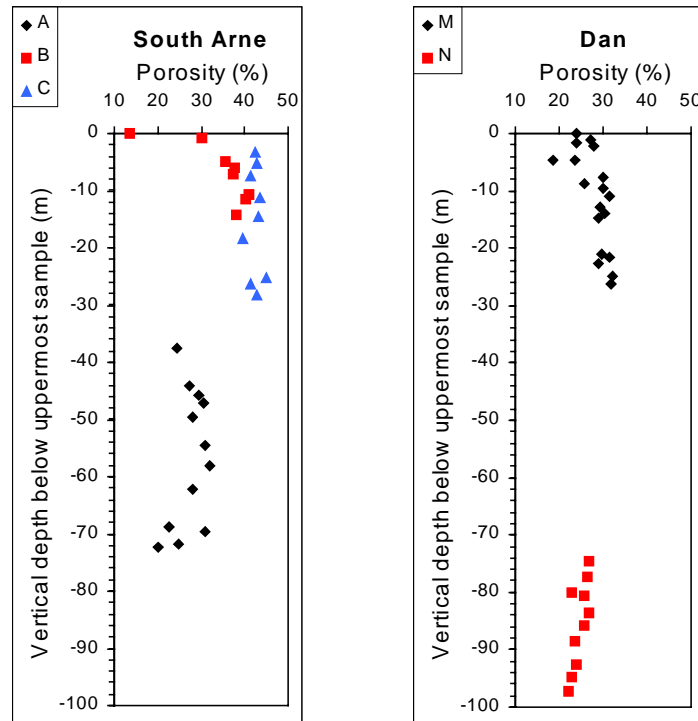 A
B
C
South Arne
Porosity (%)
10 20 30 40 50
0
-10
-20
-30
-40
-50
-60
-70
-80
-90
-100
Vertical depth below uppermost sample (m)
M
N
Dan
Porosity (%)
10 20 30 40 50
0
-10
-20
-30
-40
-50
-60
-70
-80
-90
-100
Vertical depth below uppermost sample (m)